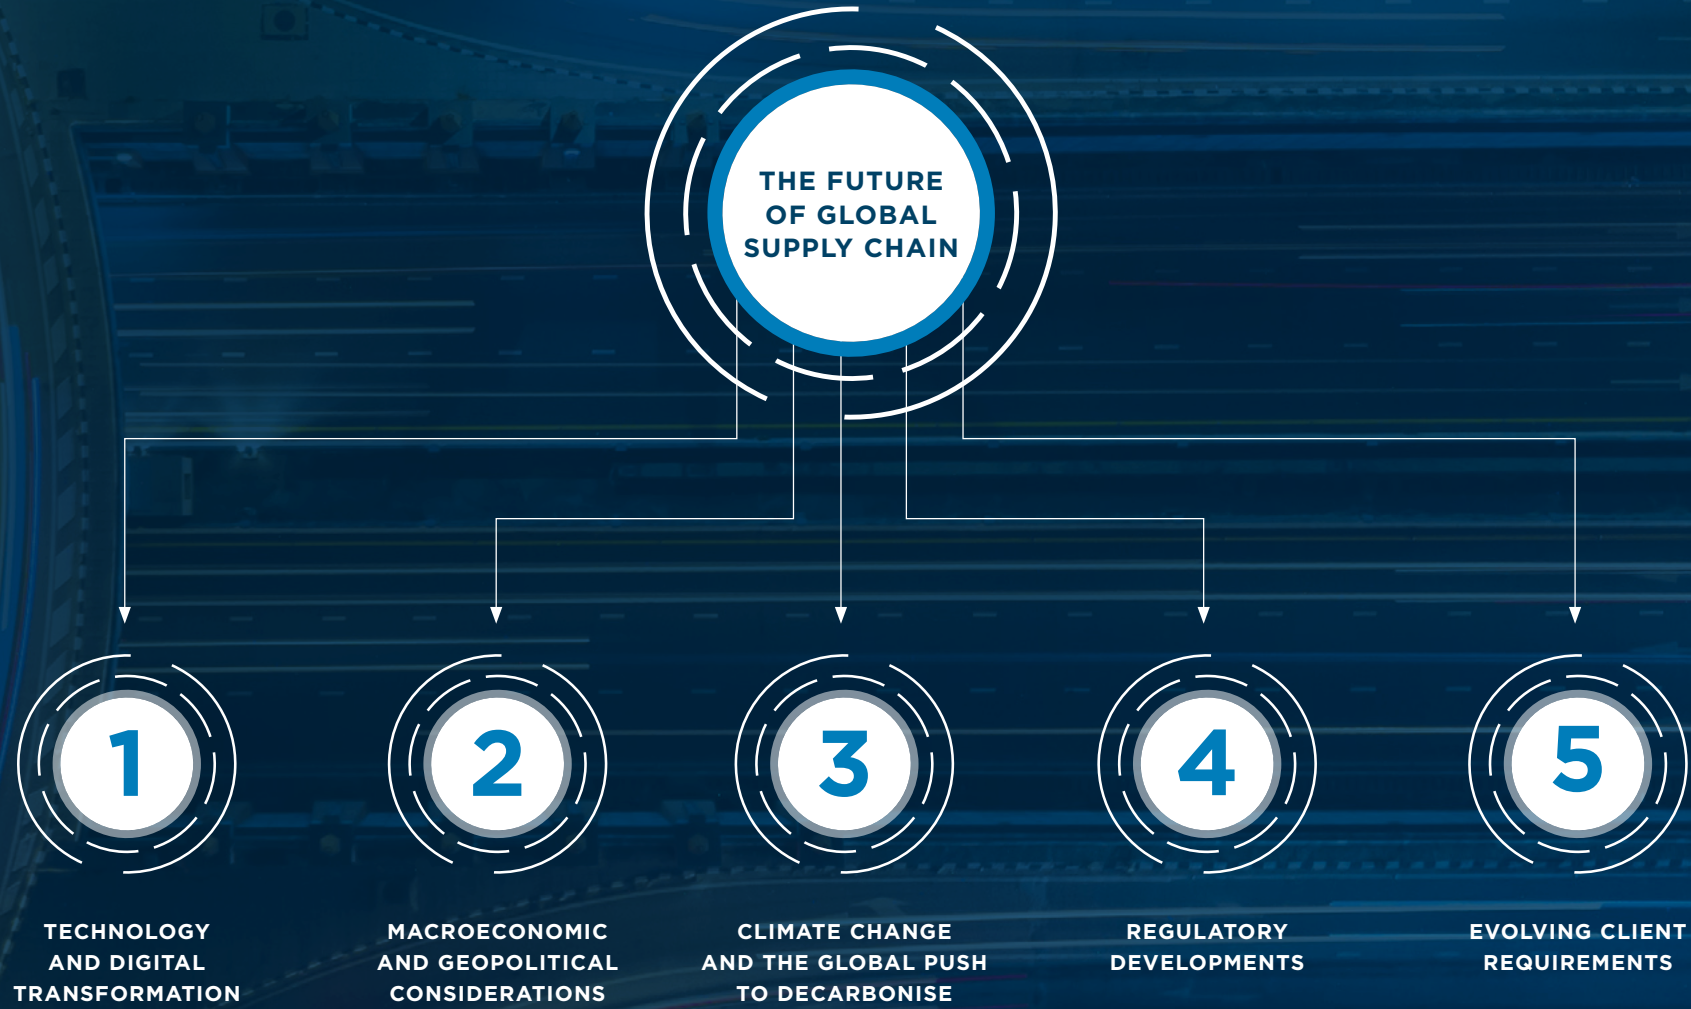 THE FUTURE
OF GLOBAL
SUPPLY CHAIN
1
2
3
4
5
TECHNOLOGY
AND DIGITAL
TRANSFORMATION
MACROECONOMIC
AND GEOPOLITICAL
CONSIDERATIONS
CLIMATE CHANGE
AND THE GLOBAL PUSH
TO DECARBONISE
REGULATORY
DEVELOPMENTS
EVOLVING CLIENT
REQUIREMENTS